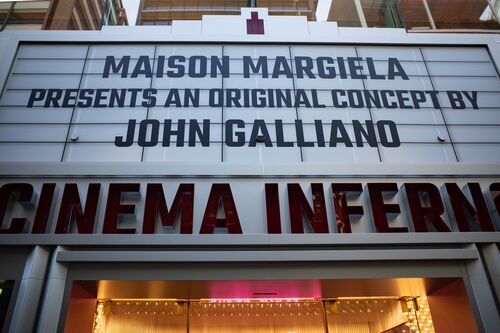 MAISON MARGIELA
PRESENTS AN ORIGINAL CONCEPT BY
JOHN GALLIANO
CINEMA INFERN